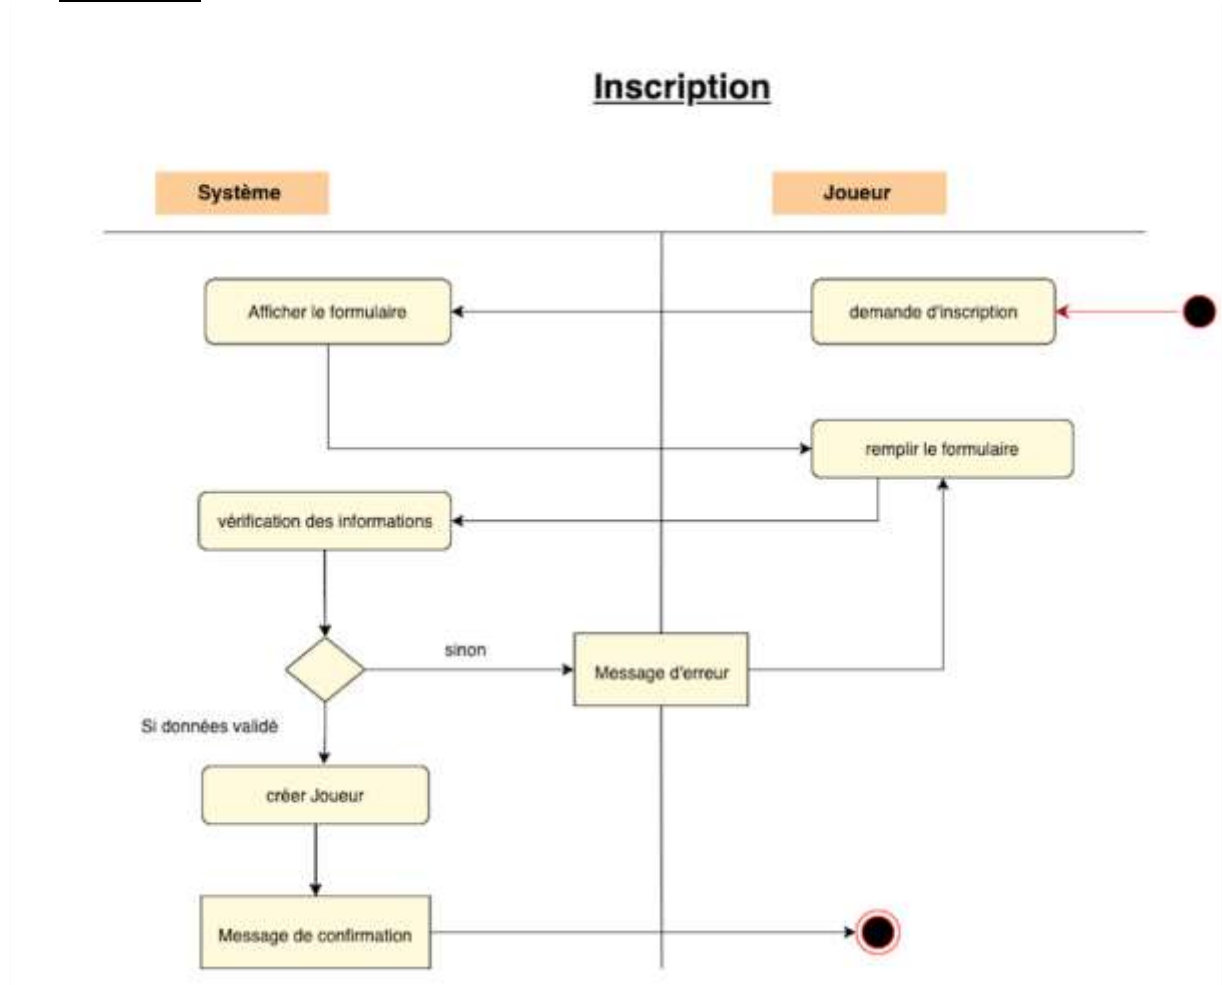 Inscription
Système
Joueur
Afficher le formulaire
demande d'inscription
remplir le formulaire
vérification des informations
sinon
Message d'erreur
Si données validé
créer Joueur
Message de confirmation